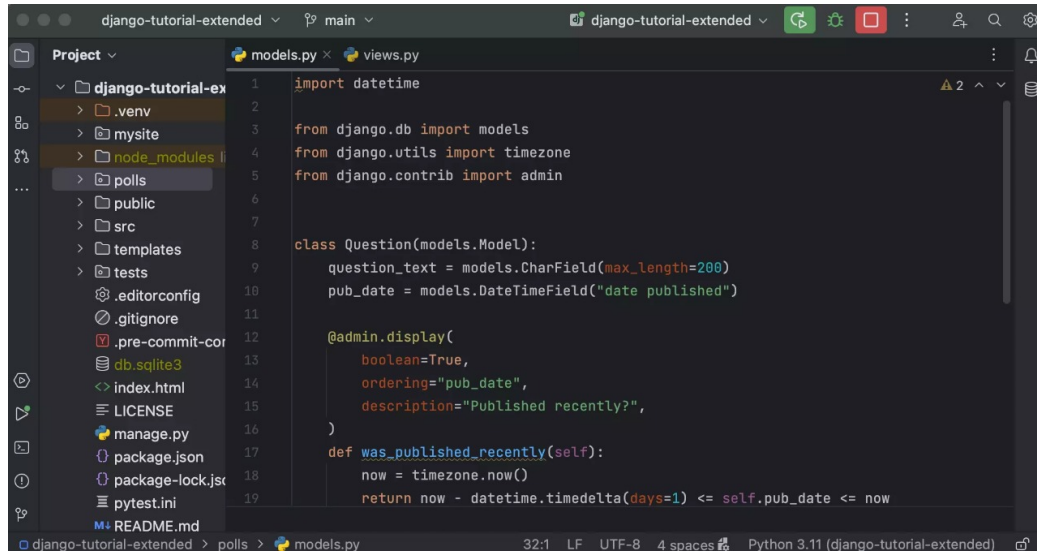 django-tutorial-extended main django-tutorial-extended
Project
models.py
views.py
django-tutorial-ex
.venv
mysite
node_modules li
polls
public
src
templates
tests
.editorconfig
.gitignore
.pre-commit-cor
db.sqlite3
index.html
LICENSE
manage.py
package.json
package-lock.jso
pytest.ini
README.md
2
1 import datetime
2
3 from django.db import models
4 from django.utils import timezone
5 from django.contrib import admin
6
7
8 class Question(models.Model):
9 question_text = models.CharField(max_length=200)
10 pub_date = models.DateTimeField("date published")
11
12 @admin.display(
13 boolean=True,
14 ordering="pub_date",
15 description="Published recently?",
16 )
17 def was_published_recently(self):
18 now = timezone.now()
19 return now - datetime.timedelta(days=1) <= self.pub_date <= now
django-tutorial-extended > polls > models.py 32:1 LF UTF-8 4 spaces Python 3.11 (django-tutorial-extended)